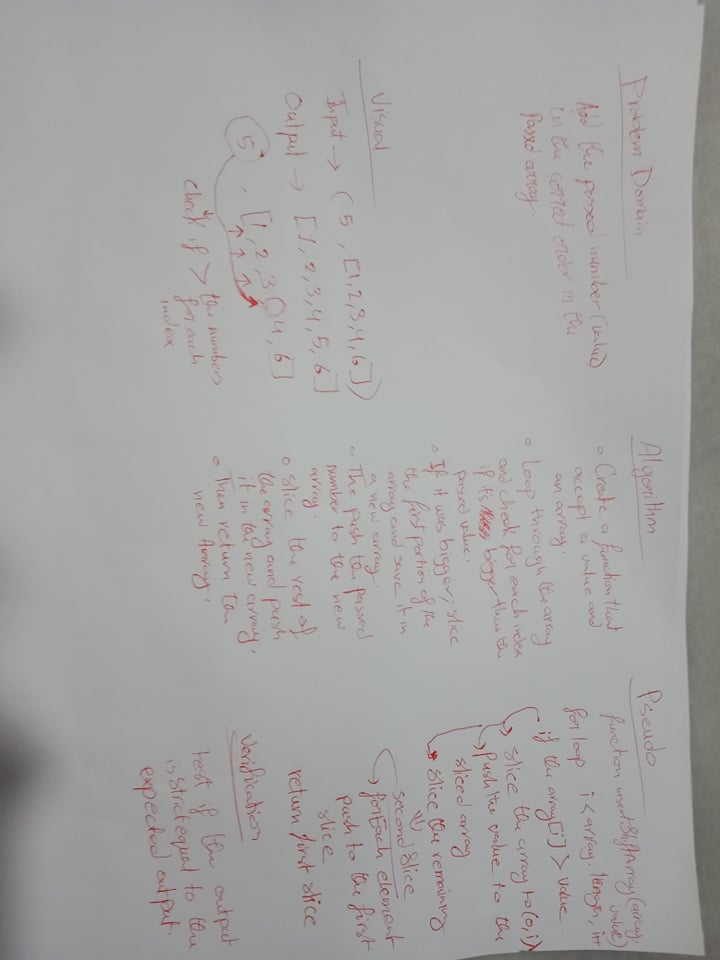 Problem Domain
Add the passed number (value)
in the correct order in the
passed array.
Visual
Input → (5, [1,2,3,4,6])
Output → [1,2,3,4,5,6]
5, [1,2,3 4,6]
check if > the numbers
for each
index
Algorithm
Create a function that
accept a value and
an array.
Loop through the array
and check for each index
if its bigger than the
passed value.
If it was bigger, slice
the first portion of the
array and save it in
a new array.
The push the passed
number to the new
array.
Slice the rest of
the array and push
it in the new array.
Then return the
new Array.
Pseudo
function (array,
value)
for loop i < array.length, i++
if the array[i] > value
slice the array to (0,i)
push the value to the
sliced array
slice the remaining
second slice
forEach element
push to the first
slice
return first slice
Verification
test if the output
is strict equal to the
expected output.